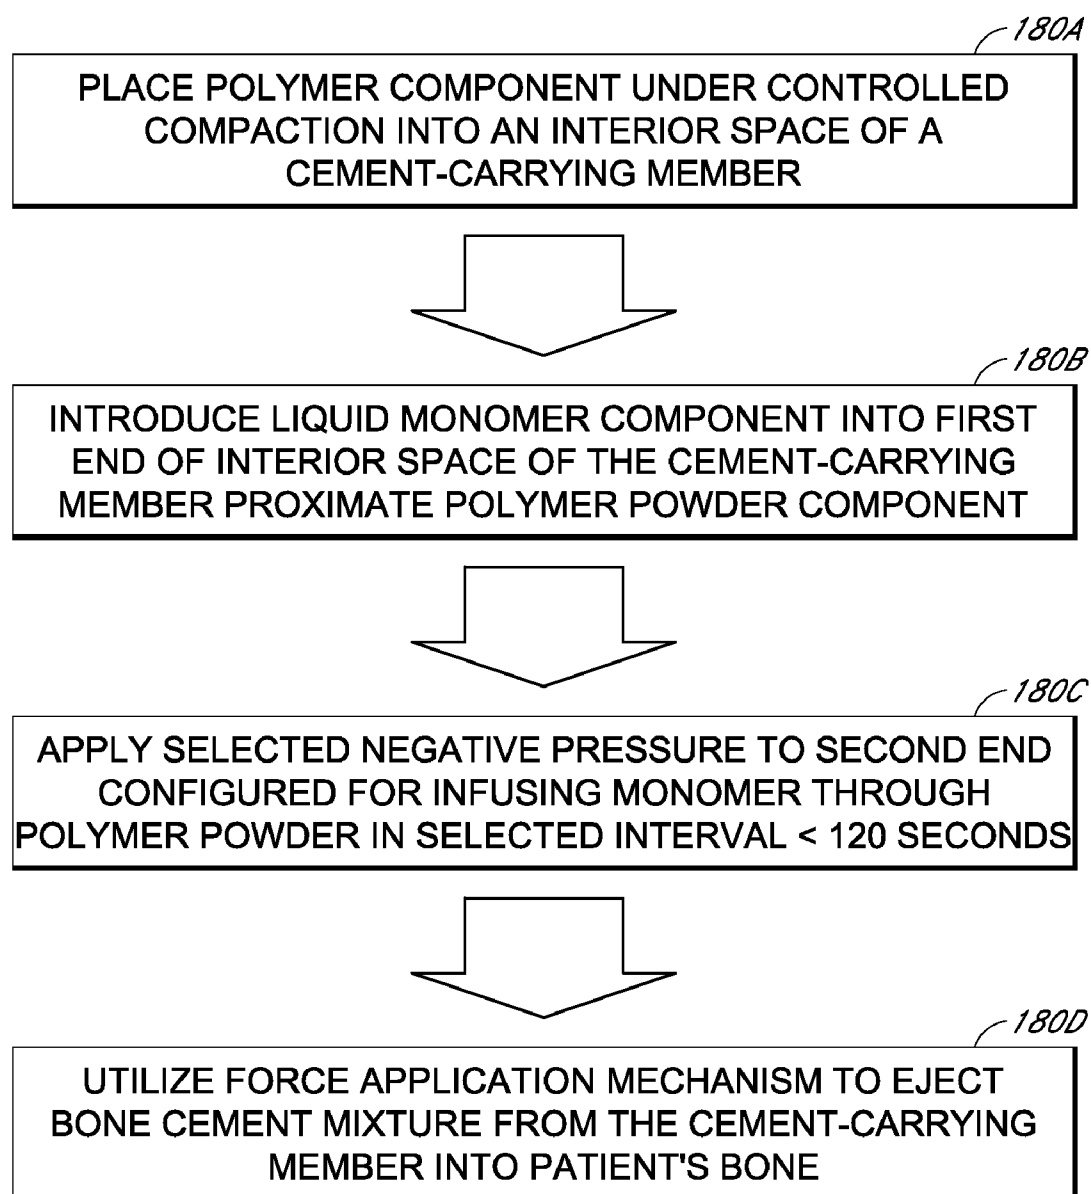 180A
PLACE POLYMER COMPONENT UNDER CONTROLLED
COMPACTION INTO AN INTERIOR SPACE OF A
CEMENT-CARRYING MEMBER
180B
INTRODUCE LIQUID MONOMER COMPONENT INTO FIRST
END OF INTERIOR SPACE OF THE CEMENT-CARRYING
MEMBER PROXIMATE POLYMER POWDER COMPONENT
180C
APPLY SELECTED NEGATIVE PRESSURE TO SECOND END
CONFIGURED FOR INFUSING MONOMER THROUGH
POLYMER POWDER IN SELECTED INTERVAL < 120 SECONDS
180D
UTILIZE FORCE APPLICATION MECHANISM TO EJECT
BONE CEMENT MIXTURE FROM THE CEMENT-CARRYING
MEMBER INTO PATIENT'S BONE